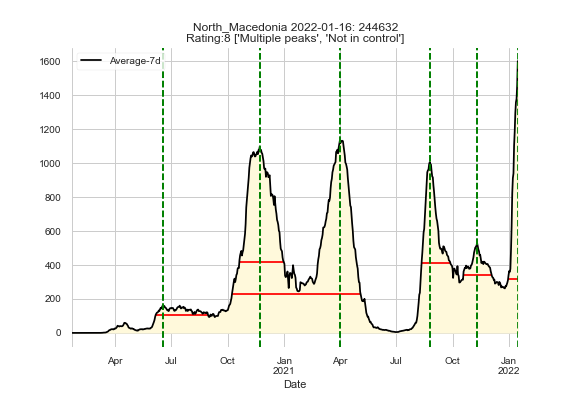 North_Macedonia 2022-01-16: 244632
Rating:8 ['Multiple peaks', 'Not in control']
Average-7d
1600
1400
1200
1000
800
600
400
200
0
Apr Jul Oct Jan Apr Jul Oct Jan
2021 2022
Date